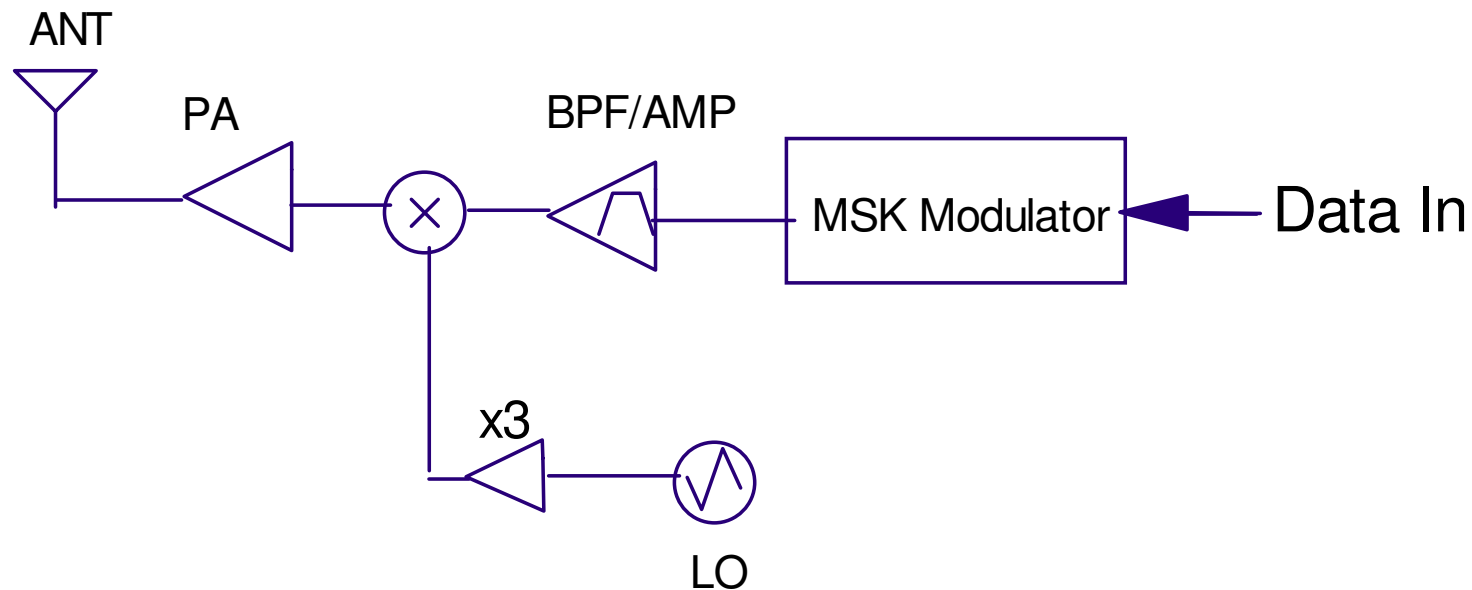 ANT
PA
BPF/AMP
MSK Modulator
Data In
x3
LO